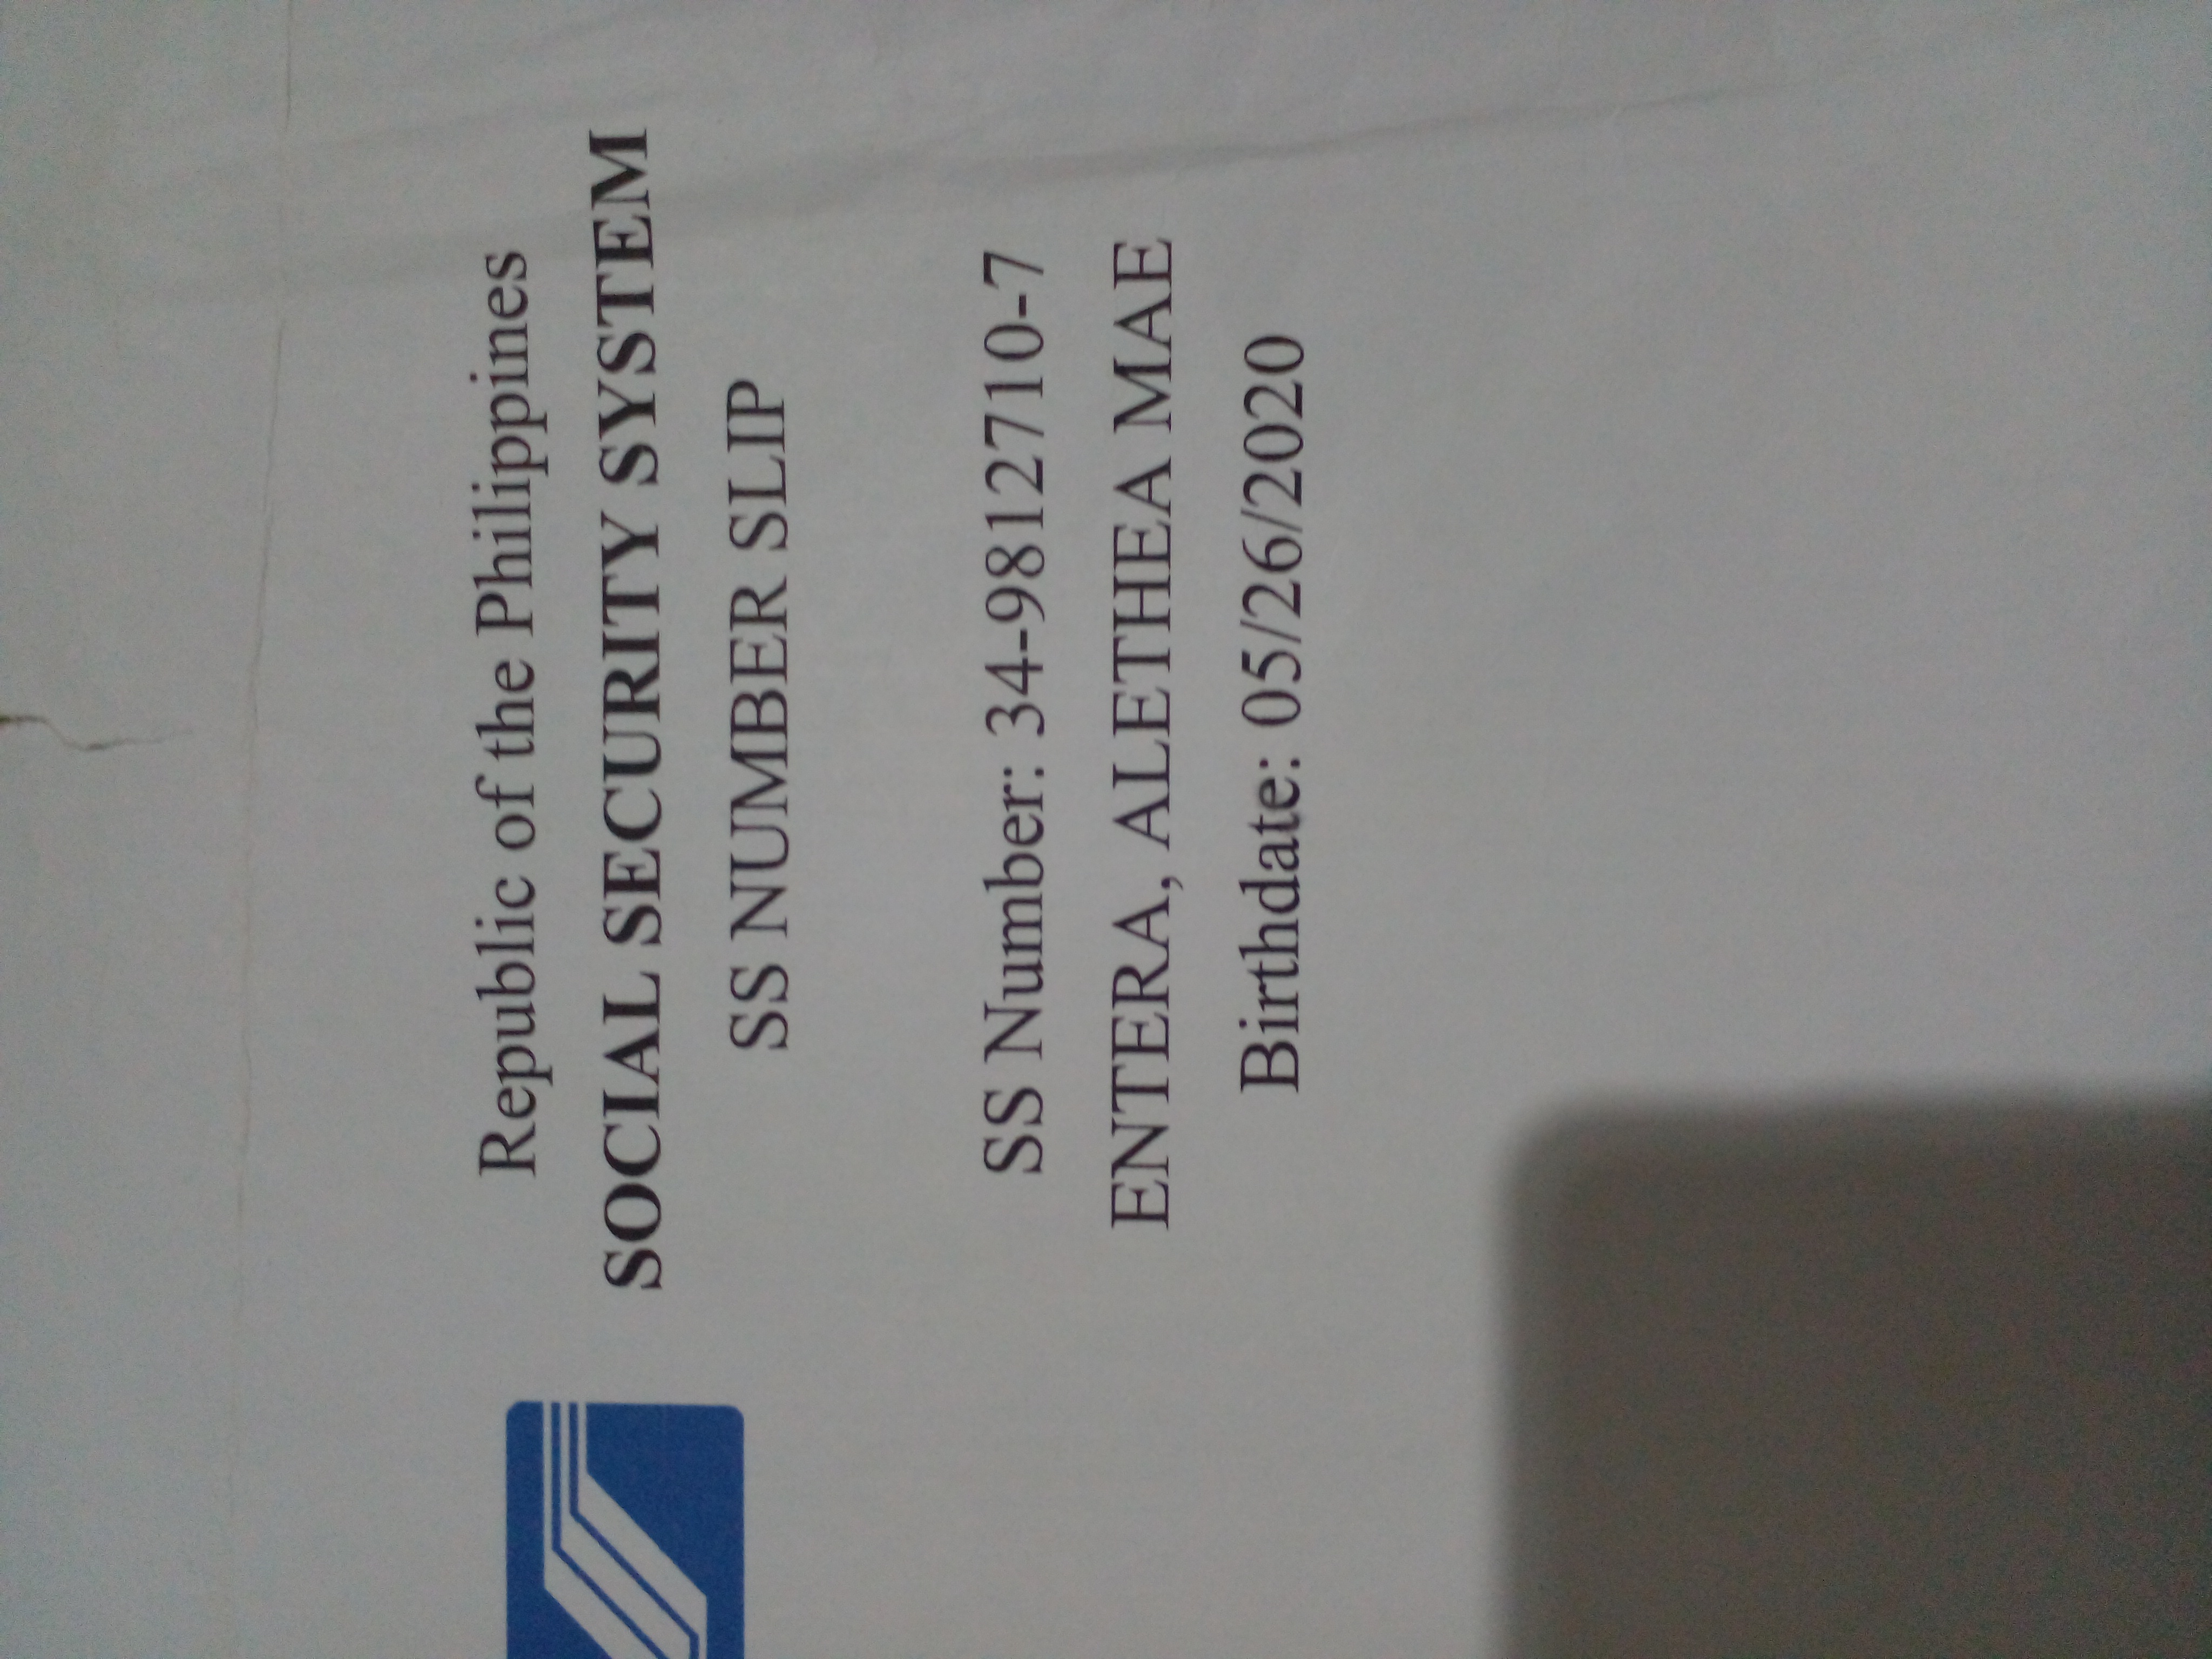 Republic of the Philippines
SOCIAL SECURITY SYSTEM
SS NUMBER SLIP
SS Number: 34-9812710-7
ENTERA, ALETHEA MAE
Birthdate: 05/26/2020